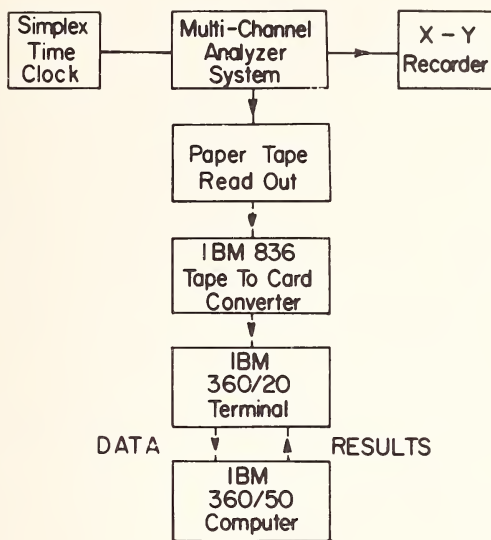 Simplex
Time
Clock
Multi-Channel
Analyzer
System
X-Y
Recorder
Paper Tape
Read Out
IBM 836
Tape To Card
Converter
IBM
360/20
Terminal
DATA
RESULTS
IBM
360/50
Computer